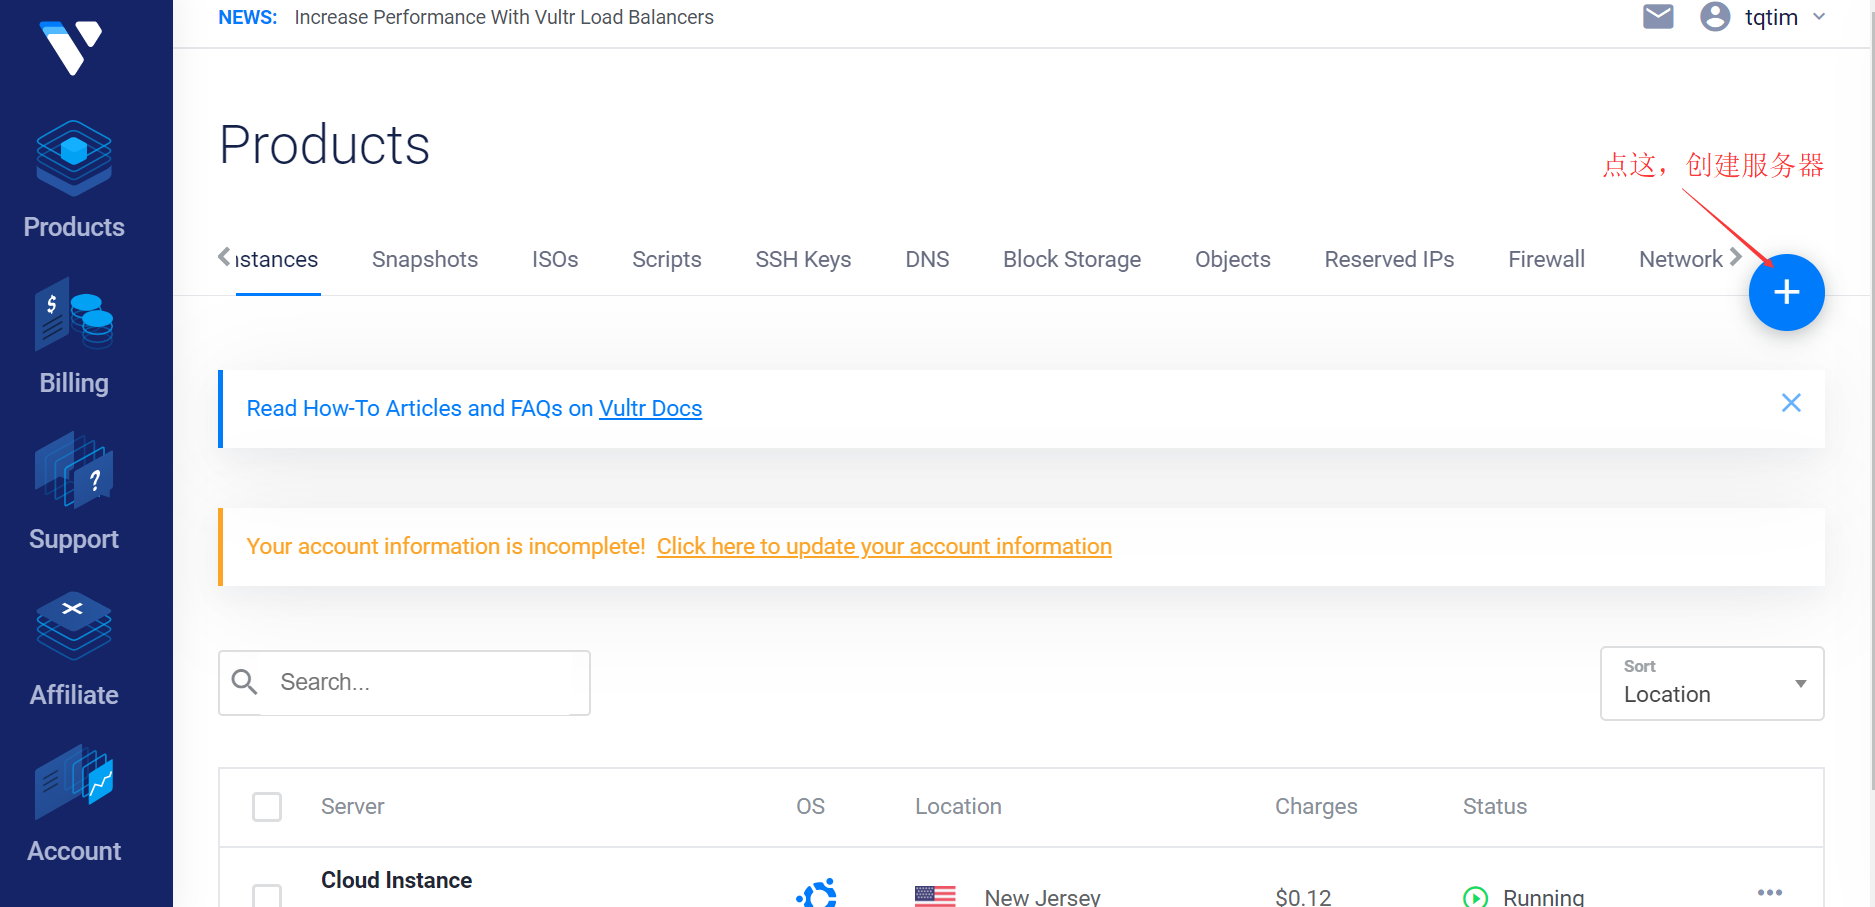 NEWS: Increase Performance With Vultr Load Balancers
tqtim
Products
Billing
Support
Affiliate
Account
Products
点这，创建服务器
nstances Snapshots ISOs Scripts SSH Keys DNS Block Storage Objects Reserved IPs Firewall Network
+
Read How-To Articles and FAQs on Vultr Docs
Your account information is incomplete! Click here to update your account information
Search...
Sort
Location
Server OS Location Charges Status
Cloud Instance
New Jersey $0.12 Running